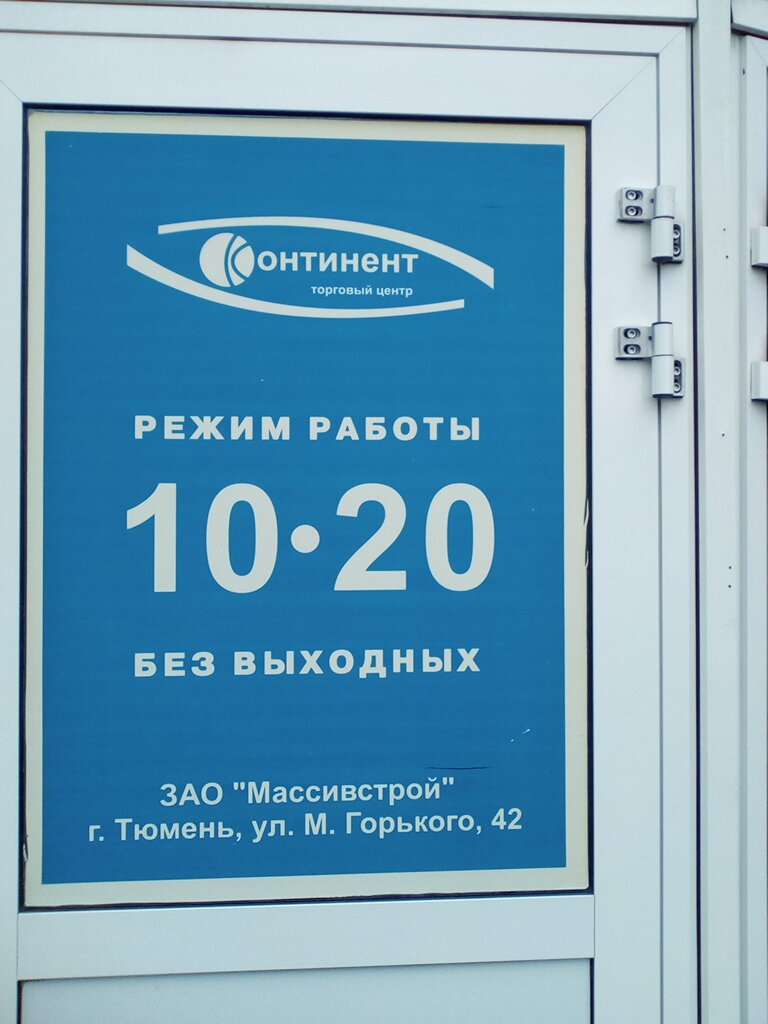 Континент
торговый центр
РЕЖИМ РАБОТЫ
10•20
БЕЗ ВЫХОДНЫХ
ЗАО "Массивстрой"
г. Тюмень, ул. М. Горького, 42